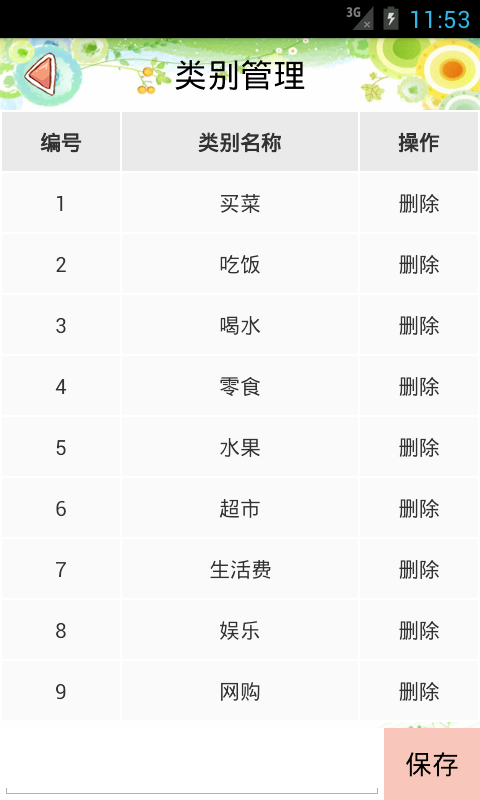 3G 11:53
类别管理
编号 类别名称 操作
1 买菜 删除
2 吃饭 删除
3 喝水 删除
4 零食 删除
5 水果 删除
6 超市 删除
7 生活费 删除
8 娱乐 删除
9 网购 删除
保存